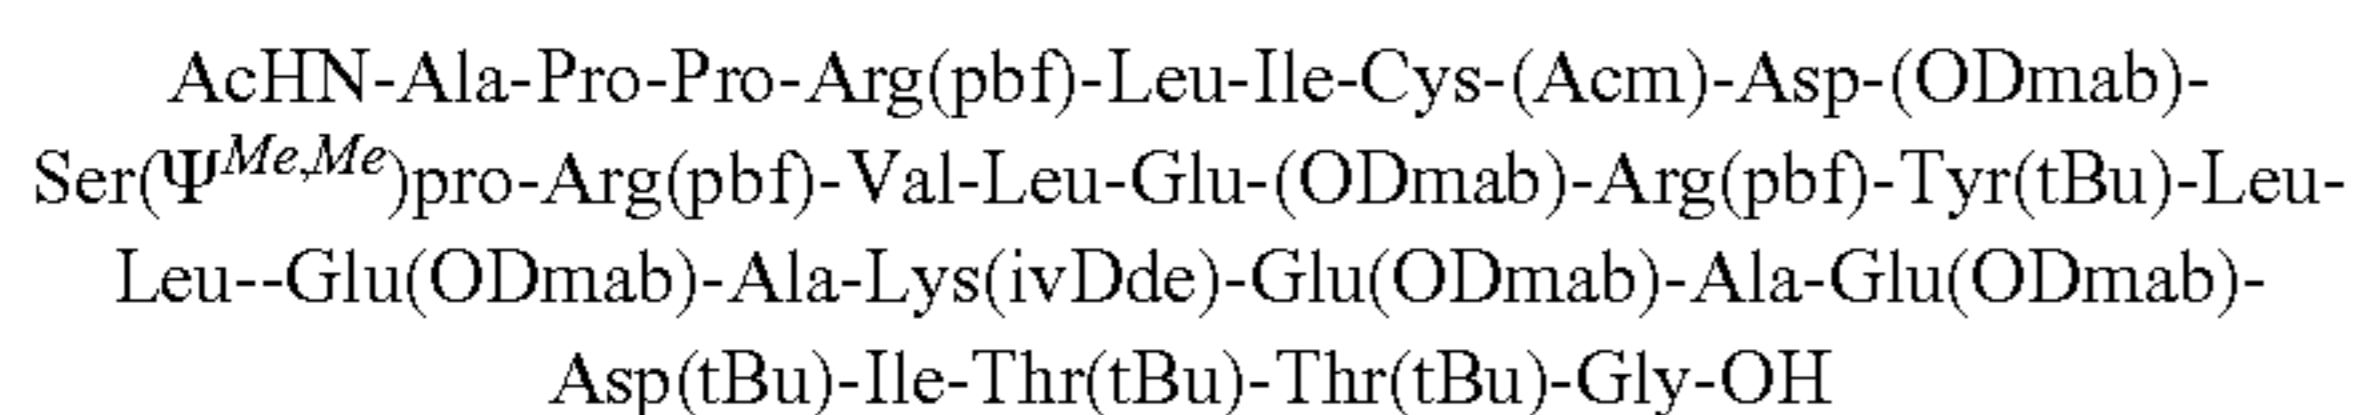 AcHN-Ala-Pro-Pro-Arg(pbf)-Leu-Ile-Cys-(Acm)-Asp-(ODmab)-
Ser(Ψ^Me,Me)pro-Arg(pbf)-Val-Leu-Glu-(ODmab)-Arg(pbf)-Tyr(tBu)-Leu-
Leu--Glu(ODmab)-Ala-Lys(ivDde)-Glu(ODmab)-Ala-Glu(ODmab)-
Asp(tBu)-Ile-Thr(tBu)-Thr(tBu)-Gly-OH